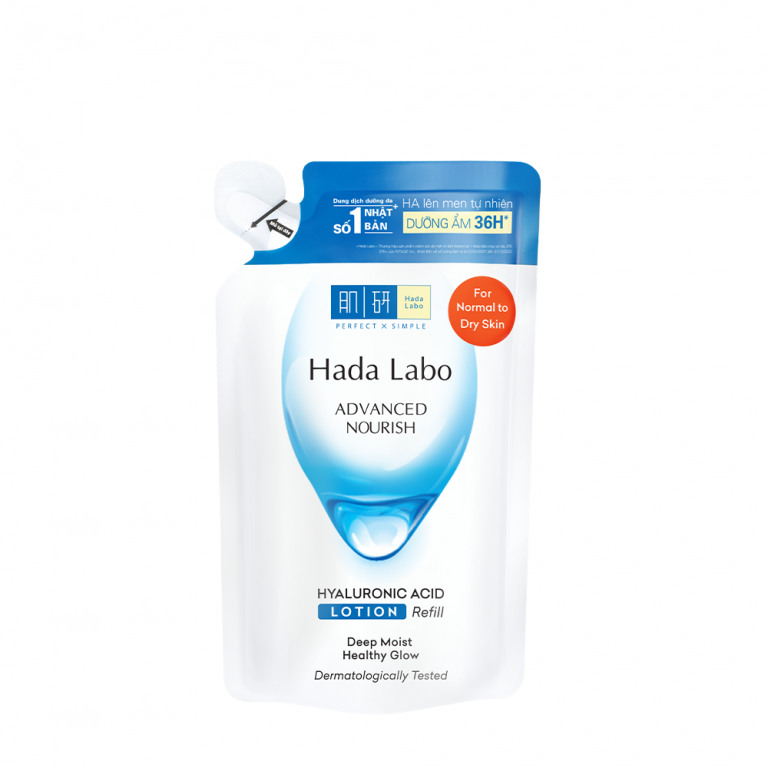 Dung dịch dưỡng da
số 1 NHẬT BẢN+
HA lên men tự nhiên
DƯỠNG ẨM 36H*
肌研
Hada
Labo
PERFECT × SIMPLE
For
Normal to
Dry Skin
Hada Labo
ADVANCED
NOURISH
HYALURONIC ACID
LOTION Refill
Deep Moist
Healthy Glow
Dermatologically Tested